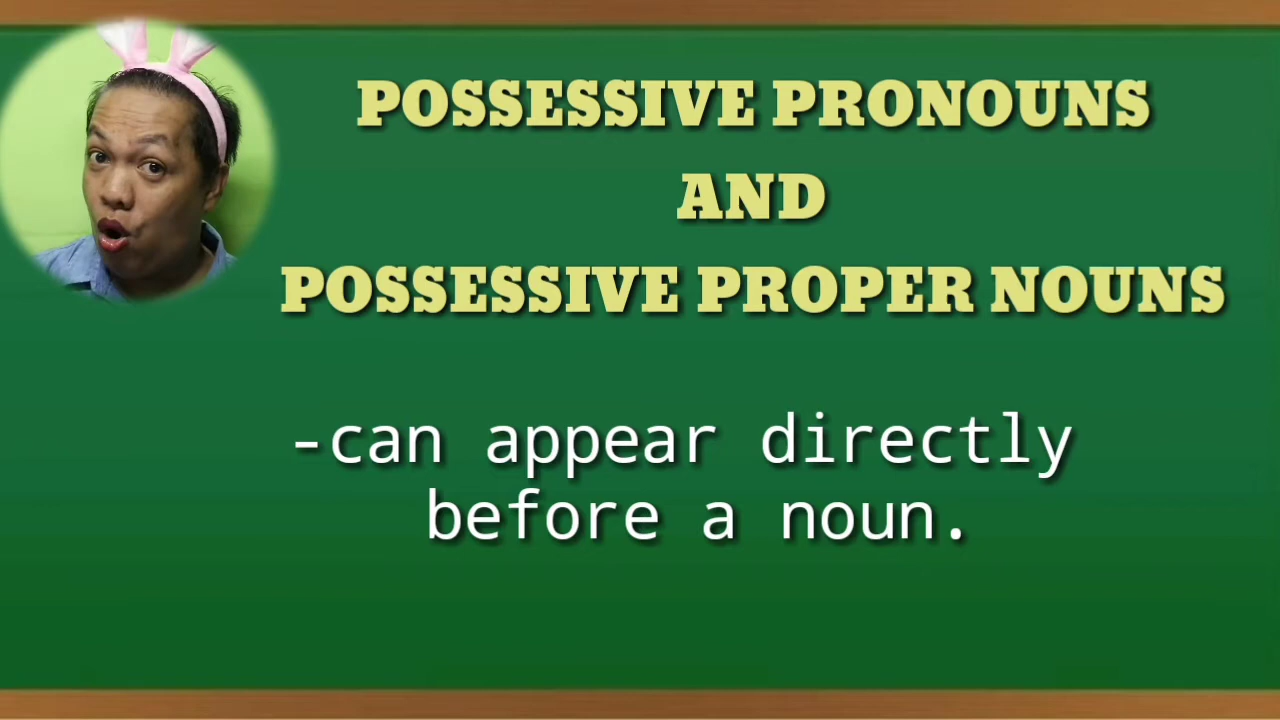 POSSESSIVE PRONOUNS
AND
POSSESSIVE PROPER NOUNS
-can appear directly
before a noun.